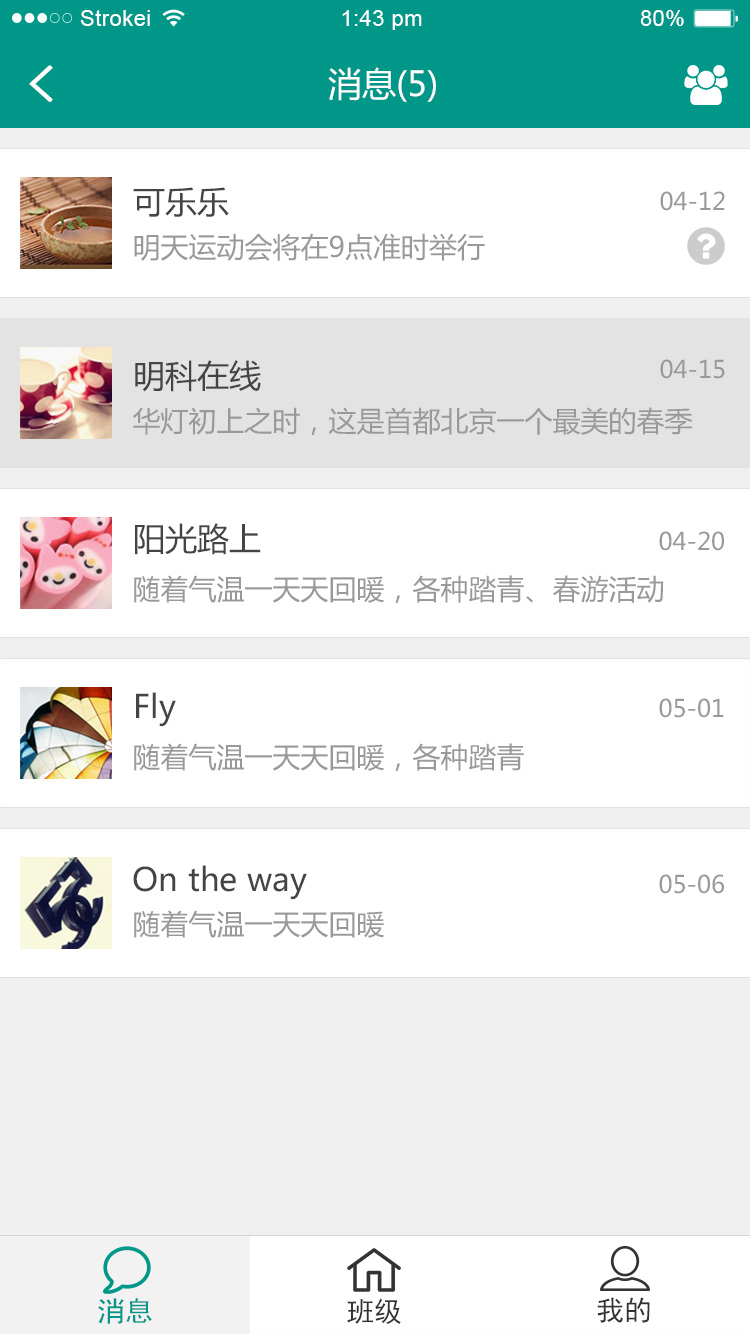 Strokei 1:43 pm 80%
消息(5)
可乐乐 04-12
明天运动会将在9点准时举行
明科在线 04-15
华灯初上之时，这是首都北京一个最美的春季
阳光路上 04-20
随着气温一天天回暖，各种踏青、春游活动
Fly 05-01
随着气温一天天回暖，各种踏青
On the way 05-06
随着气温一天天回暖
消息 班级 我的